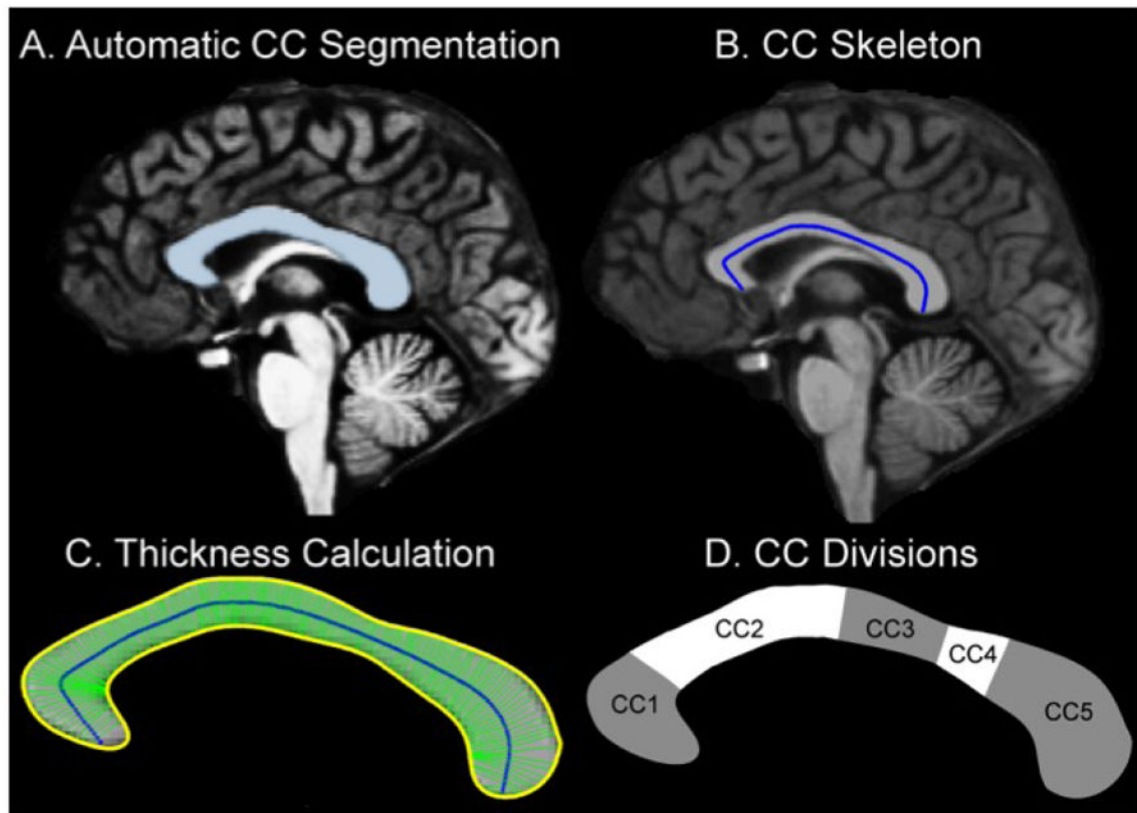 A. Automatic CC Segmentation
B. CC Skeleton
C. Thickness Calculation
D. CC Divisions
CC1
CC2
CC3
CC4
CC5